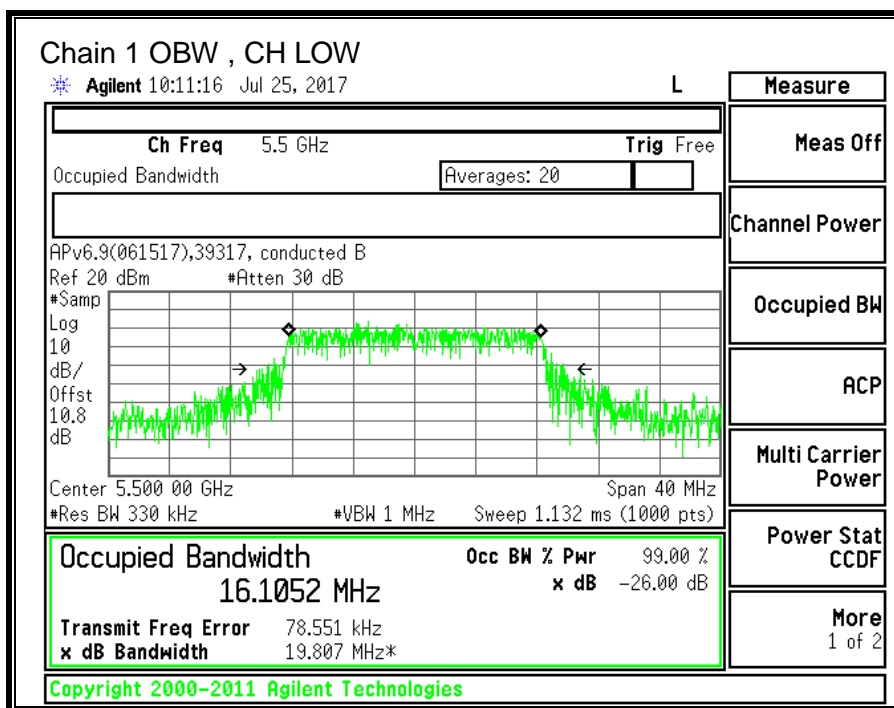 Chain 1 OBW , CH LOW
Agilent 10:11:16 Jul 25, 2017 L
Measure
Ch Freq 5.5 GHz Trig Free
Meas Off
Occupied Bandwidth Averages: 20
Channel Power
APv6.9(061517),39317, conducted B
Ref 20 dBm #Atten 30 dB
#Samp
Log
10
dB/
Offst
10.8
dB
Occupied BW
ACP
Center 5.500 00 GHz Span 40 MHz
#Res BW 330 kHz #VBW 1 MHz Sweep 1.132 ms (1000 pts)
Multi Carrier
Power
Occupied Bandwidth Occ BW % Pwr 99.00 %
16.1052 MHz x dB -26.00 dB
Power Stat
CCDF
Transmit Freq Error 78.551 kHz
x dB Bandwidth 19.807 MHz*
More
1 of 2
Copyright 2000-2011 Agilent Technologies